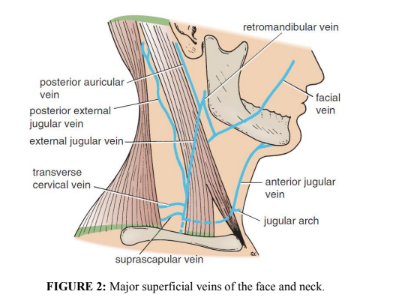 retromandibular vein
posterior auricular
vein
posterior external
jugular vein
external jugular vein
transverse
cervical vein
suprascapular vein
facial
vein
anterior jugular
vein
jugular arch
FIGURE 2: Major superficial veins of the face and neck.